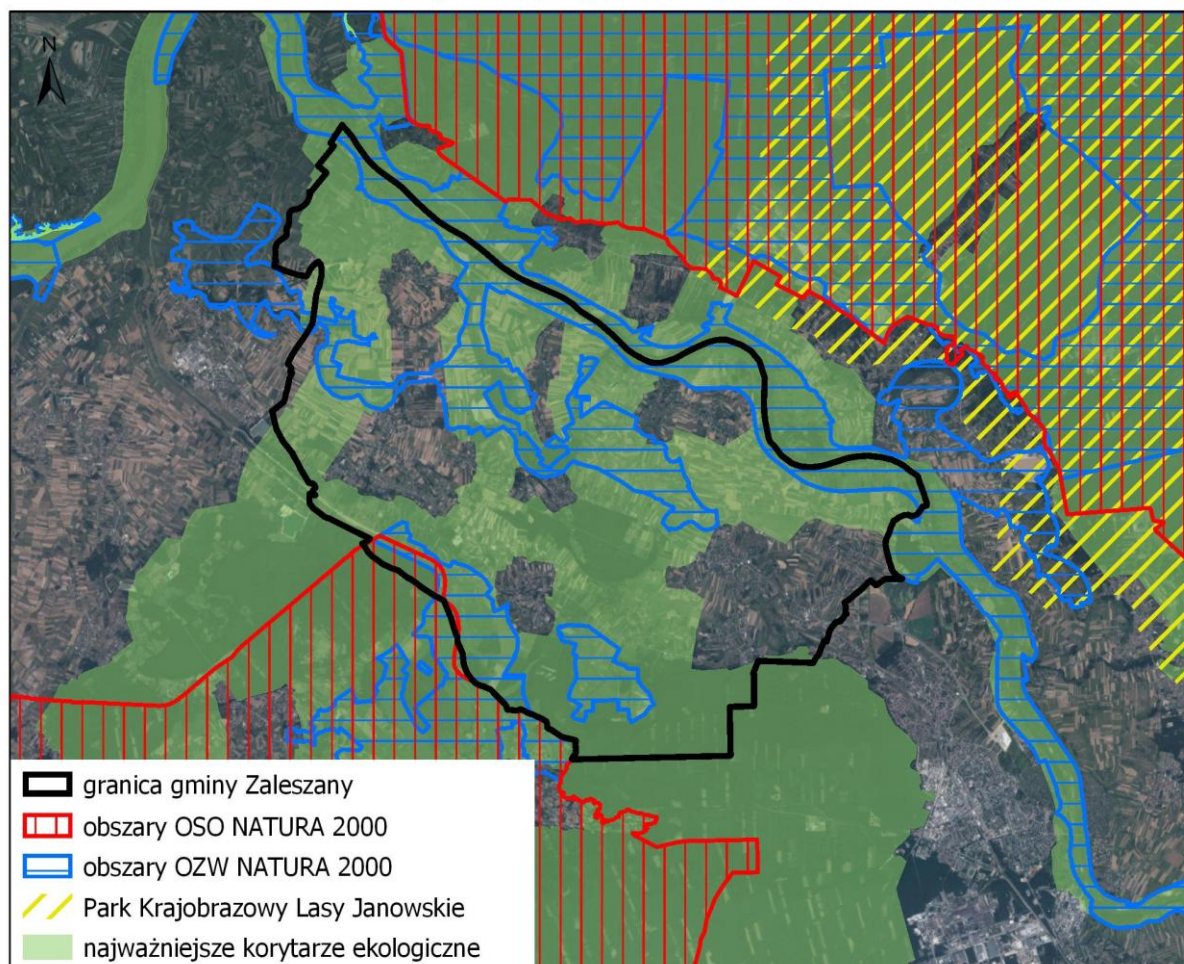 N
granica gminy Zaleszany
obszary OSO NATURA 2000
obszary OZW NATURA 2000
Park Krajobrazowy Lasy Janowskie
najważniejsze korytarze ekologiczne